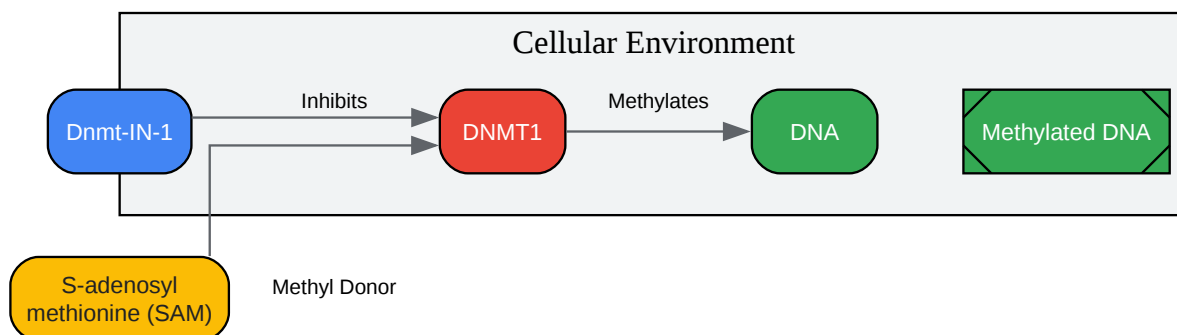 Cellular Environment
Inhibits
Methylates
Dnmt-IN-1
DNMT1
DNA
Methylated DNA
S-adenosyl
methionine (SAM)
Methyl Donor